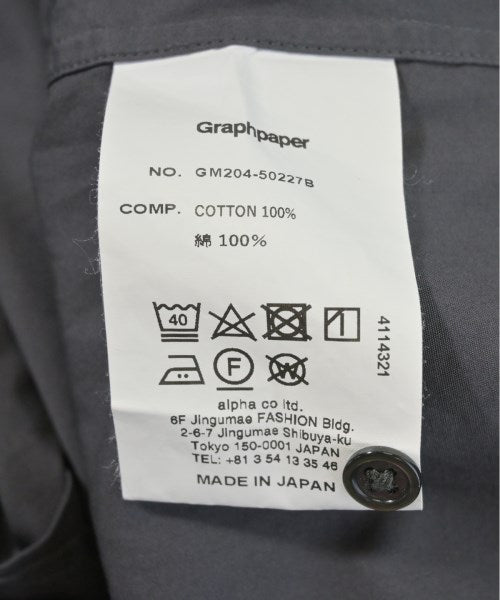 Graphpaper
NO. GM204-50227B
COMP. COTTON 100%
綿 100%
40
F
W
4114321
alpha co ltd.
6F Jingumae FASHION Bldg.
2-6-7 Jingumae Shibuya-ku
Tokyo 150-0001 JAPAN
TEL: +81 3 54 13 35 46
MADE IN JAPAN